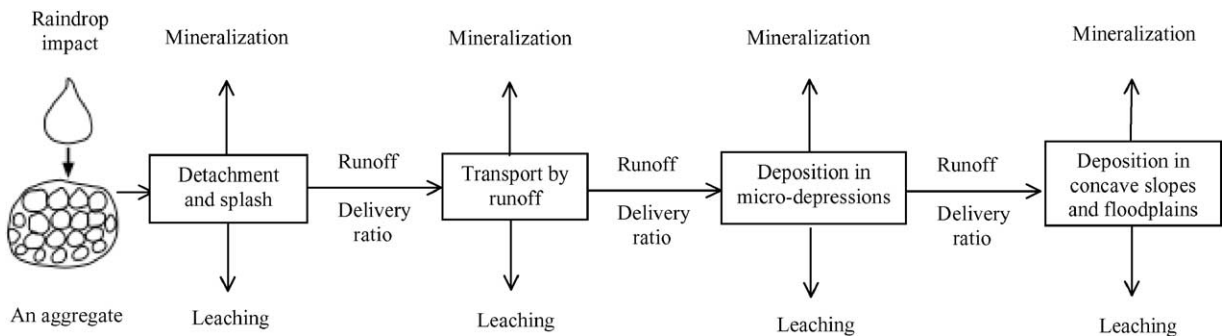 Raindrop
impact
An aggregate
Mineralization
Detachment
and splash
Leaching
Runoff
Delivery
ratio
Mineralization
Transport by
runoff
Leaching
Runoff
Delivery
ratio
Mineralization
Deposition in
micro-depressions
Leaching
Runoff
Delivery
ratio
Mineralization
Deposition in
concave slopes
and floodplains
Leaching